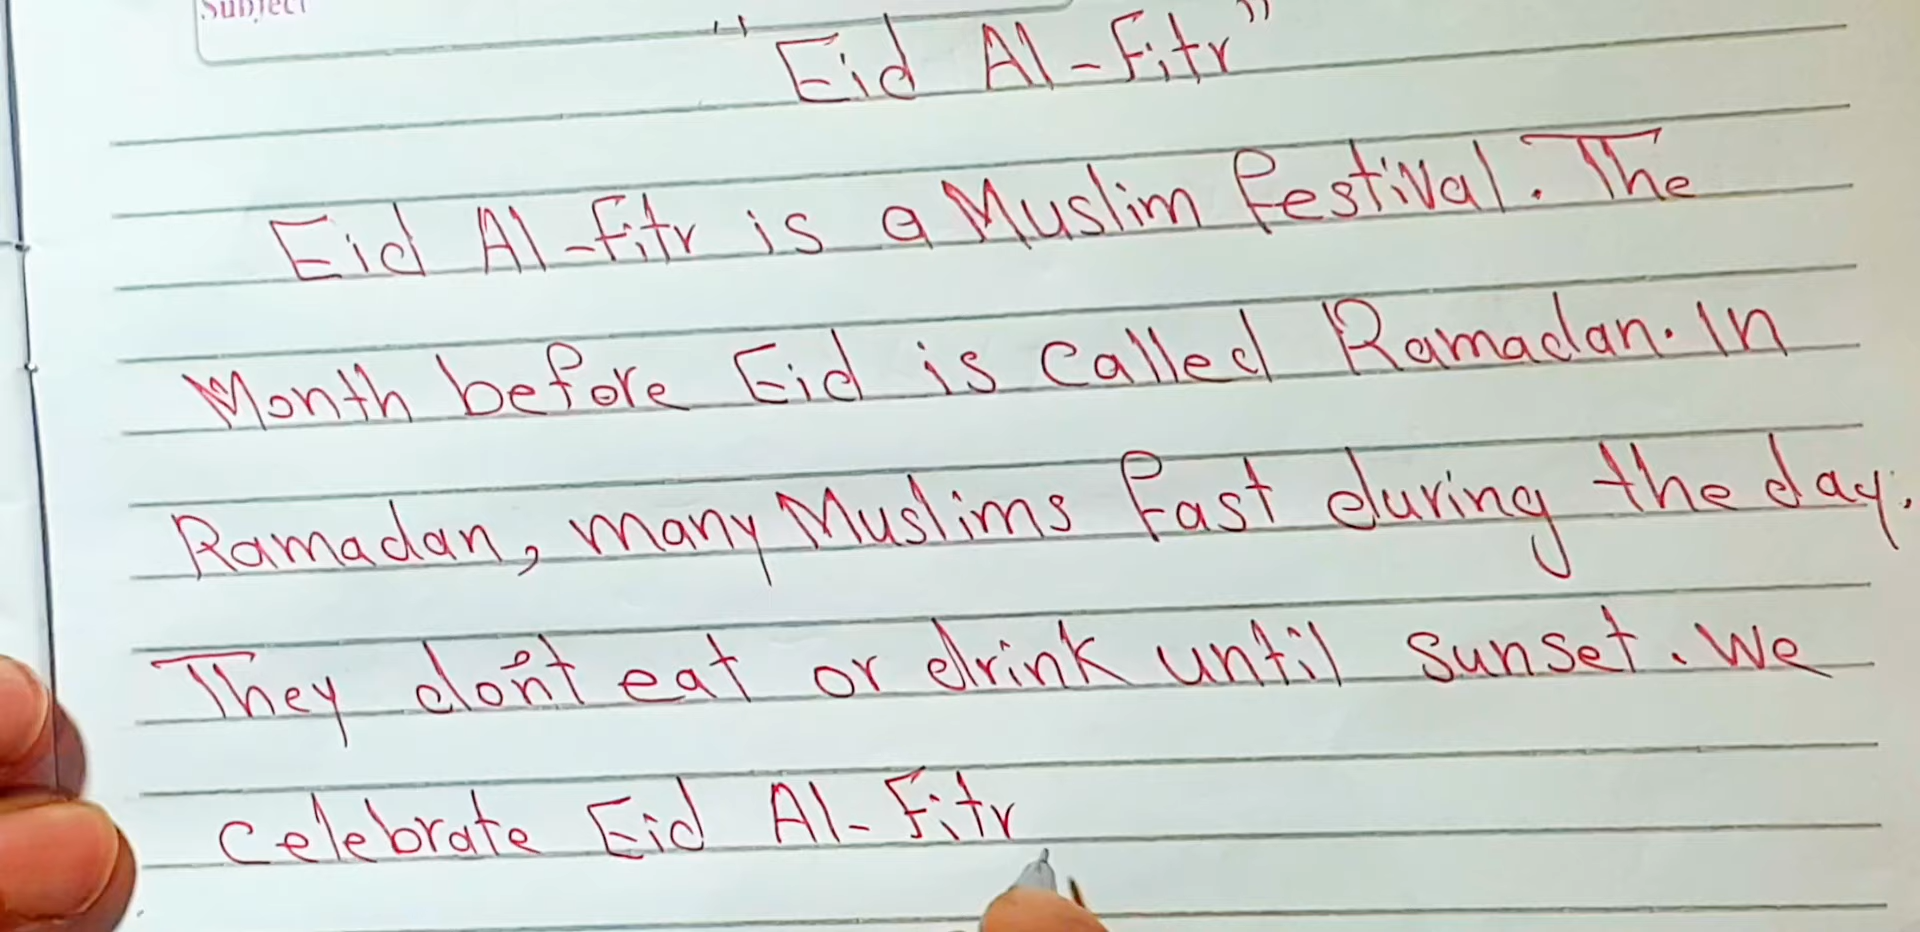 Subject
"Eid Al-Fitr"
Eid Al-Fitr is a Muslim festival. The
Month before Eid is called Ramadan. In
Ramadan, many Muslims fast during the day.
They don't eat or drink until sunset. We
celebrate Eid Al-Fitr